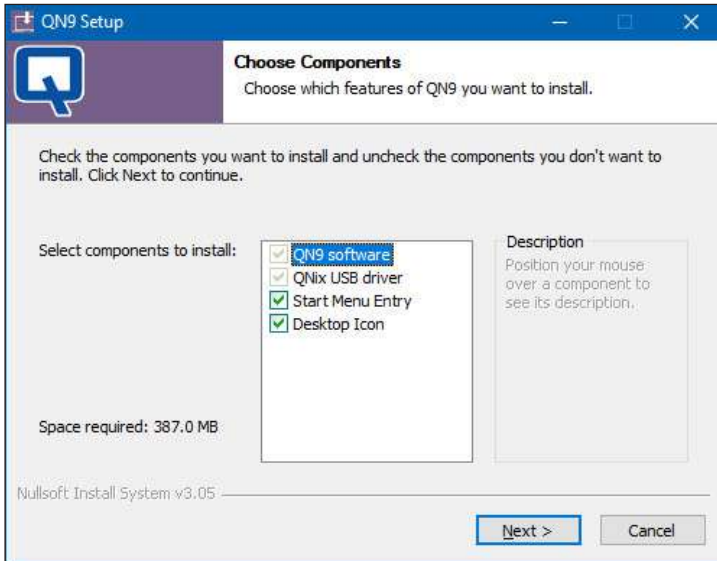 QN9 Setup
Q
Choose Components
Choose which features of QN9 you want to install.
Check the components you want to install and uncheck the components you don't want to
install. Click Next to continue.
Select components to install:
QN9 software
QNix USB driver
Start Menu Entry
Desktop Icon
Description
Position your mouse
over a component to
see its description.
Space required: 387.0 MB
Nullsoft Install System v3.05
Next >
Cancel